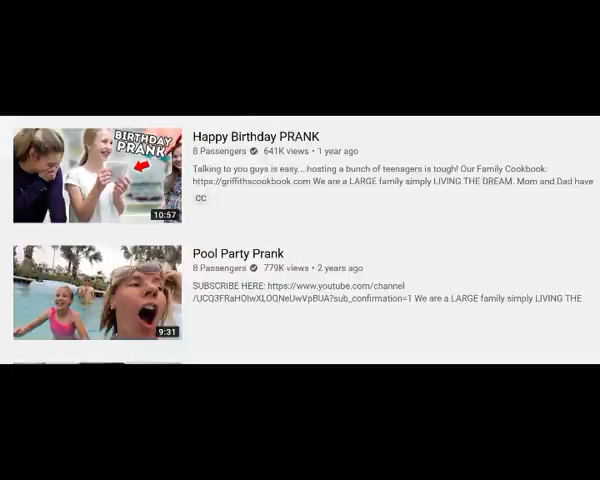 BIRTHDAY
PRANK
10:57
Happy Birthday PRANK
8 Passengers 641K views • 1 year ago
Talking to you guys is easy....hosting a bunch of teenagers is tough! Our Family Cookbook:
https://griffithscookbook.com We are a LARGE family simply LIVING THE DREAM. Mom and Dad have
CC
9:31
Pool Party Prank
8 Passengers 779K views • 2 years ago
SUBSCRIBE HERE: https://www.youtube.com/channel
/UCQ3FRaHOIwXLOQNeUwVpBUA?sub_confirmation=1 We are a LARGE family simply LIVING THE